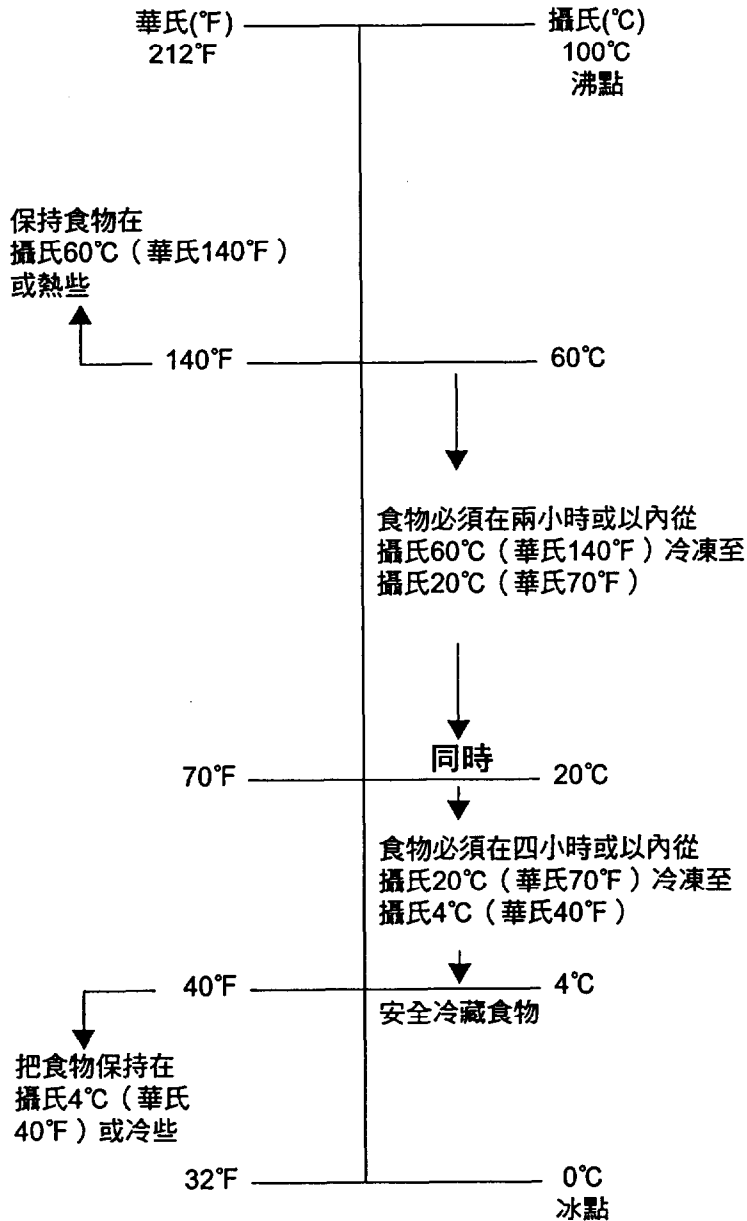 華氏(°F)
212°F
攝氏(°C)
100°C
沸點
保持食物在
攝氏60°C（華氏140°F）
或熱些
140°F
60°C
食物必須在兩小時或以內從
攝氏60°C（華氏140°F）冷凍至
攝氏20°C（華氏70°F）
同時
70°F
20°C
食物必須在四小時或以內從
攝氏20°C（華氏70°F）冷凍至
攝氏4°C（華氏40°F）
40°F
4°C
安全冷藏食物
把食物保持在
攝氏4°C（華氏
40°F）或冷些
32°F
0°C
冰點